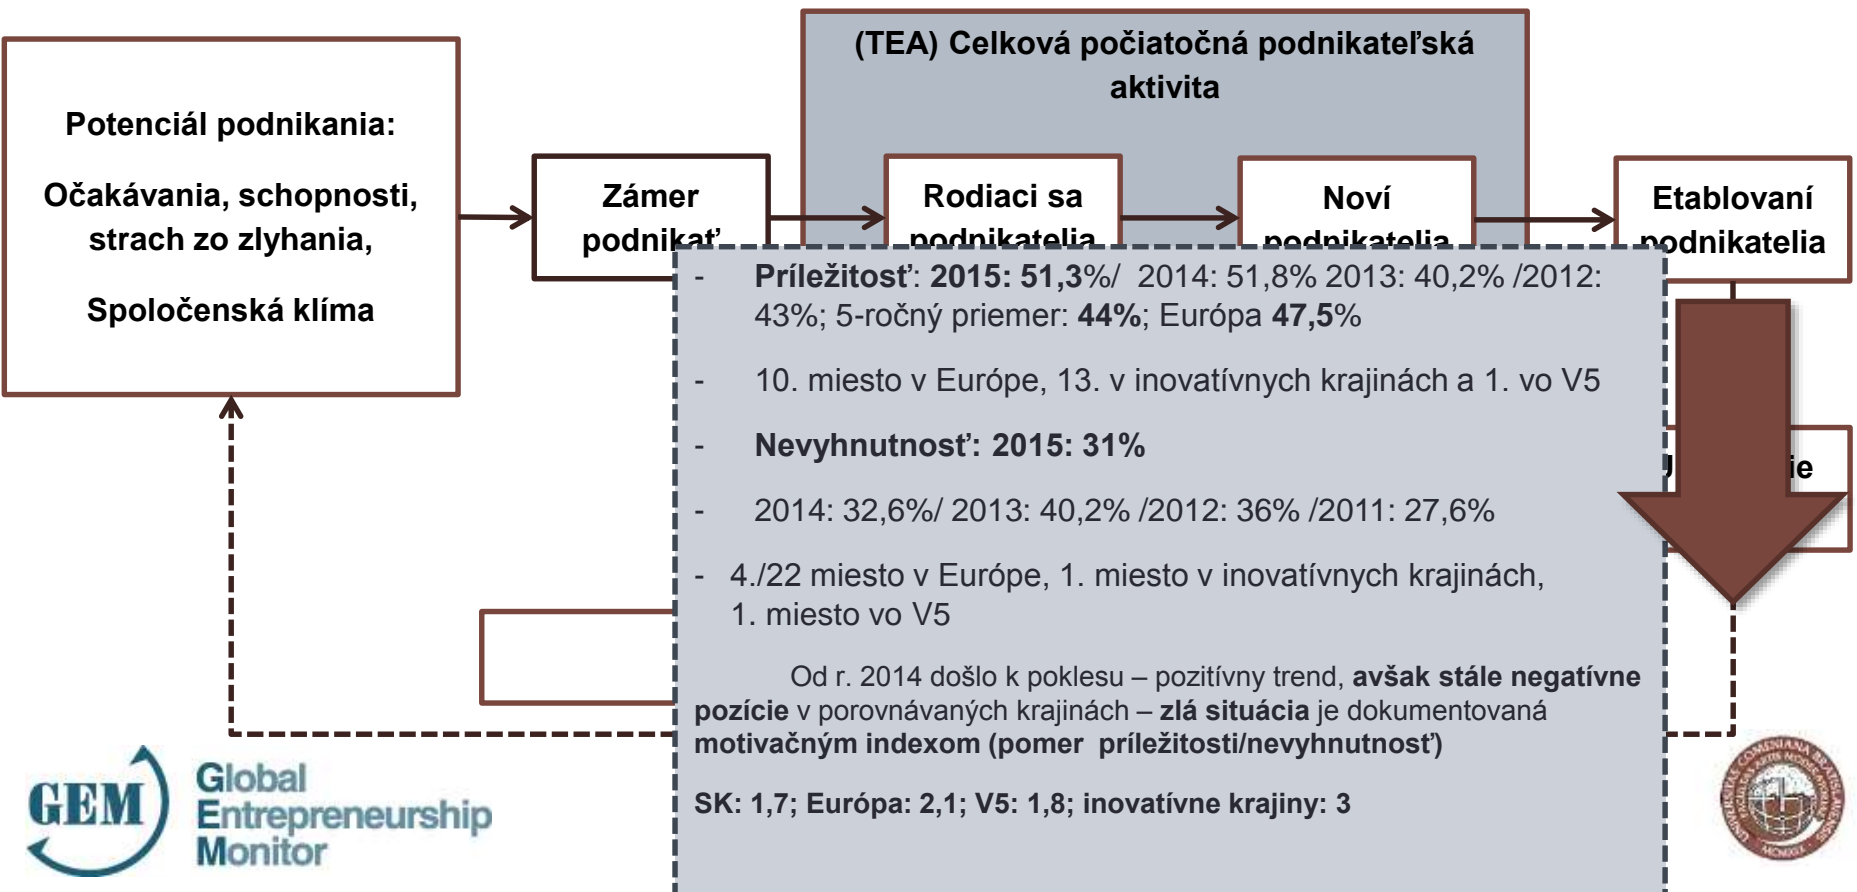 (TEA) Celková počiatočná podnikateľská
aktivita
Potenciál podnikania:
Očakávania, schopnosti,
strach zo zlyhania,
Spoločenská klíma
Zámer
podnikať
Rodiaci sa
podnikatelia
Noví
podnikatelia
Etablovaní
podnikatelia
- Príležitosť: 2015: 51,3%/ 2014: 51,8% 2013: 40,2% /2012:
43%; 5-ročný priemer: 44%; Európa 47,5%
- 10. miesto v Európe, 13. v inovatívnych krajinách a 1. vo V5
- Nevyhnutnosť: 2015: 31%
- 2014: 32,6%/ 2013: 40,2% /2012: 36% /2011: 27,6%
- 4./22 miesto v Európe, 1. miesto v inovatívnych krajinách,
1. miesto vo V5
Od r. 2014 došlo k poklesu – pozitívny trend, avšak stále negatívne
pozície v porovnávaných krajinách – zlá situácia je dokumentovaná
motivačným indexom (pomer príležitosti/nevyhnutnosť)
SK: 1,7; Európa: 2,1; V5: 1,8; inovatívne krajiny: 3
GEM
Global
Entrepreneurship
Monitor